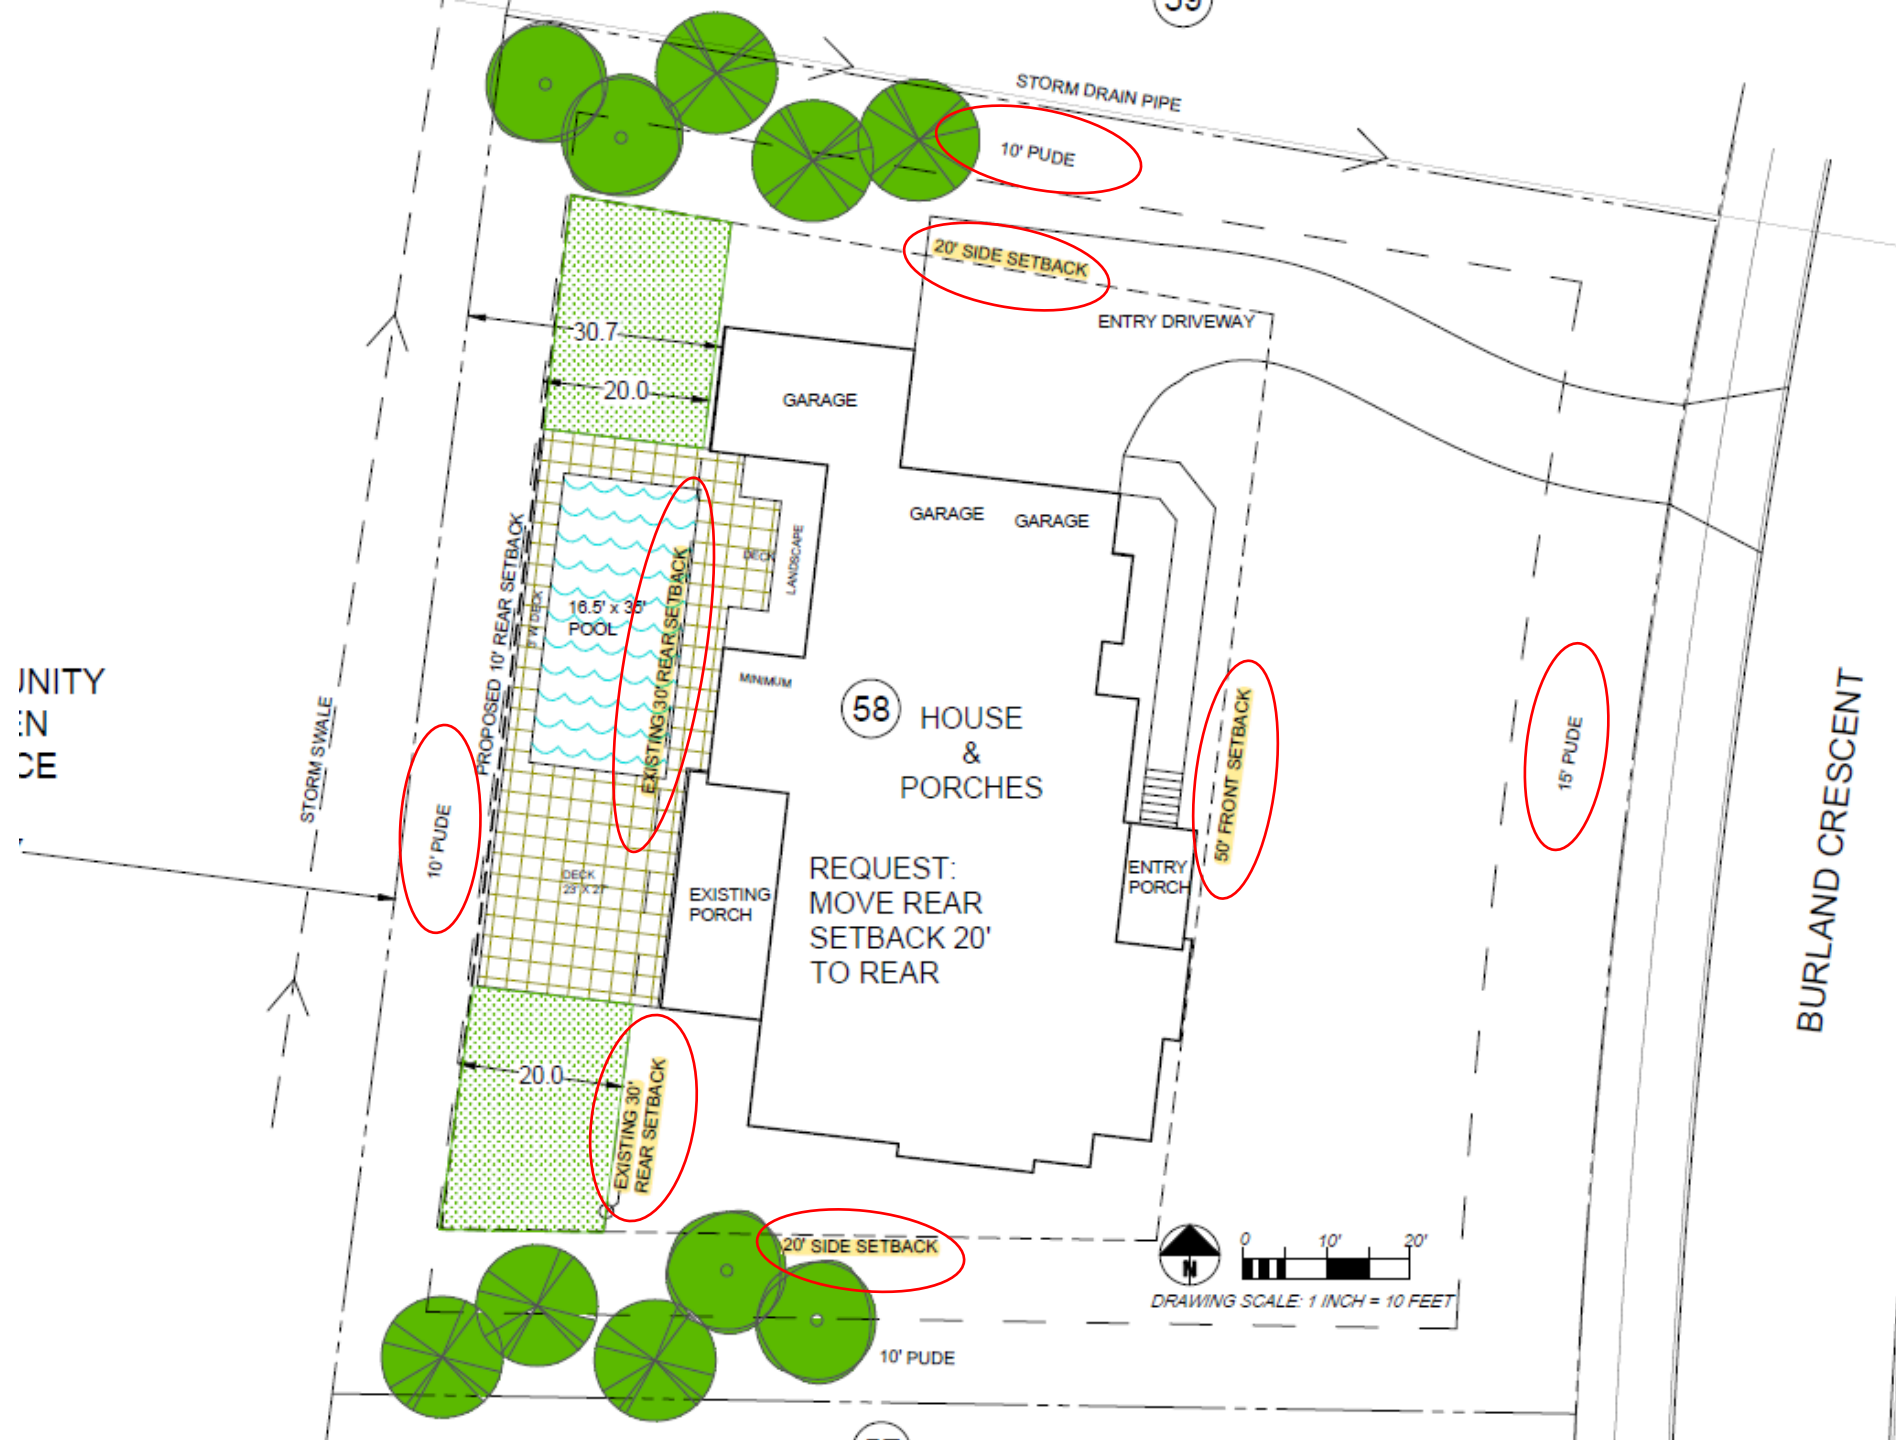 59
STORM DRAIN PIPE
10' PUDE
20' SIDE SETBACK
ENTRY DRIVEWAY
30.7
20.0
GARAGE
GARAGE
GARAGE
DECK
LANDSCAPE
PROPOSED 10' REAR SETBACK
16.5' x 35'
POOL
EXISTING 30' REAR SETBACK
MINIMUM
58
HOUSE
&
PORCHES
50' FRONT SETBACK
15' PUDE
BURLAND CRESCENT
STORM SWALE
10' PUDE
DECK
EXISTING
PORCH
ENTRY
PORCH
REQUEST:
MOVE REAR
SETBACK 20'
TO REAR
20.0
EXISTING 30'
REAR SETBACK
20' SIDE SETBACK
N
0 10' 20'
DRAWING SCALE: 1 INCH = 10 FEET
10' PUDE